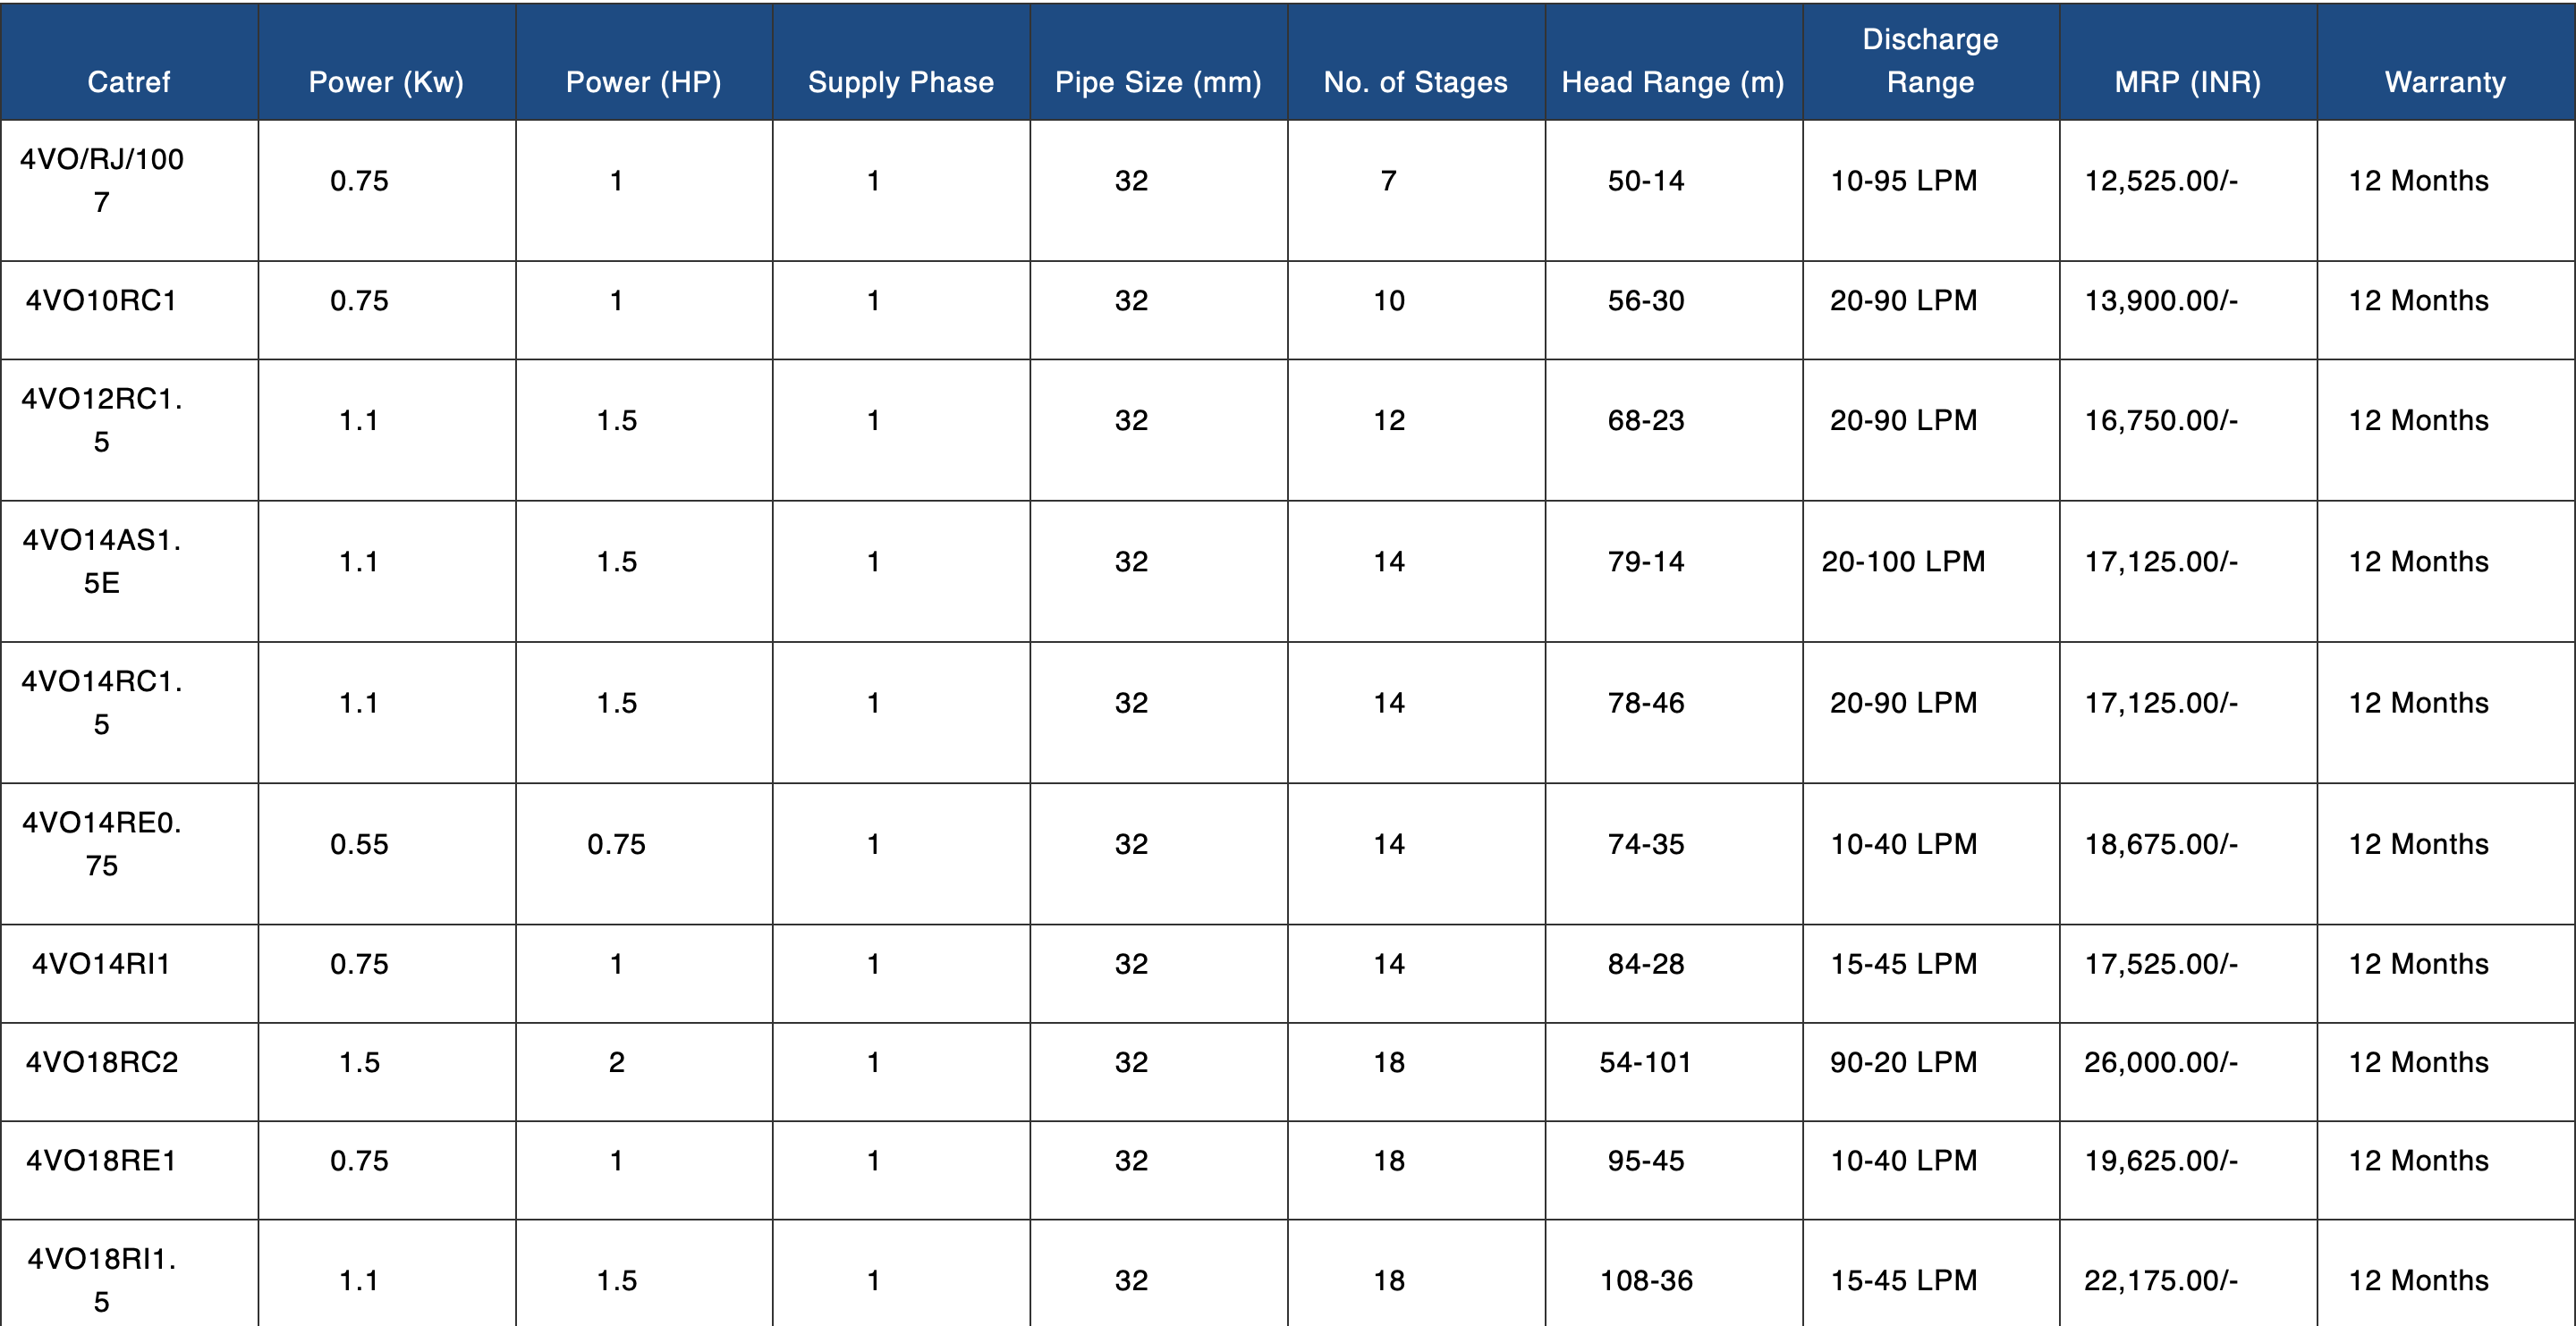 Catref Power (Kw) Power (HP) Supply Phase Pipe Size (mm) No. of Stages Head Range (m) Discharge Range MRP (INR) Warranty
4VO/RJ/1007 0.75 1 1 32 7 50-14 10-95 LPM 12,525.00/- 12 Months
4VO10RC1 0.75 1 1 32 10 56-30 20-90 LPM 13,900.00/- 12 Months
4VO12RC1.5 1.1 1.5 1 32 12 68-23 20-90 LPM 16,750.00/- 12 Months
4VO14AS1.5E 1.1 1.5 1 32 14 79-14 20-100 LPM 17,125.00/- 12 Months
4VO14RC1.5 1.1 1.5 1 32 14 78-46 20-90 LPM 17,125.00/- 12 Months
4VO14RE0.75 0.55 0.75 1 32 14 74-35 10-40 LPM 18,675.00/- 12 Months
4VO14RI1 0.75 1 1 32 14 84-28 15-45 LPM 17,525.00/- 12 Months
4VO18RC2 1.5 2 1 32 18 54-101 90-20 LPM 26,000.00/- 12 Months
4VO18RE1 0.75 1 1 32 18 95-45 10-40 LPM 19,625.00/- 12 Months
4VO18RI1.5 1.1 1.5 1 32 18 108-36 15-45 LPM 22,175.00/- 12 Months